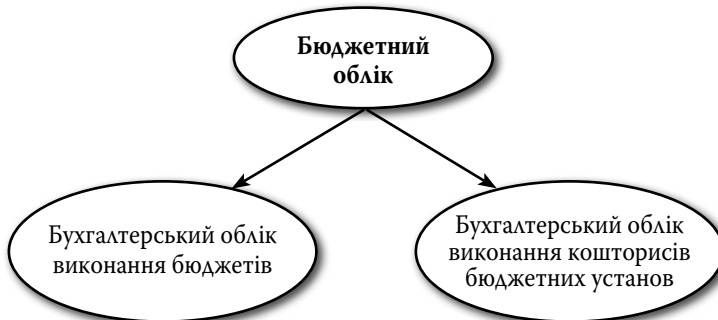 Бюджетний
облік
Бухгалтерський облік
виконання бюджетів
Бухгалтерський облік
виконання кошторисів
бюджетних установ